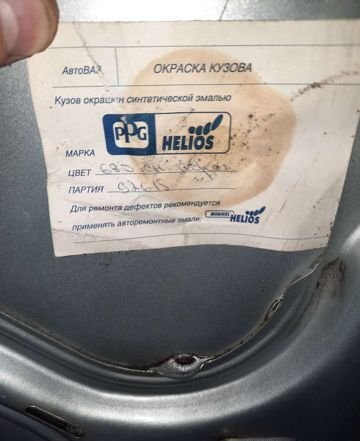 АвтоВАЗ ОКРАСКА КУЗОВА
Кузов окрашен синтетической эмалью
PPG HELIOS
МАРКА
ЦВЕТ
ПАРТИЯ
Для ремонта дефектов рекомендуется
применять авторемонтные эмали: MOBIHEL HELIOS